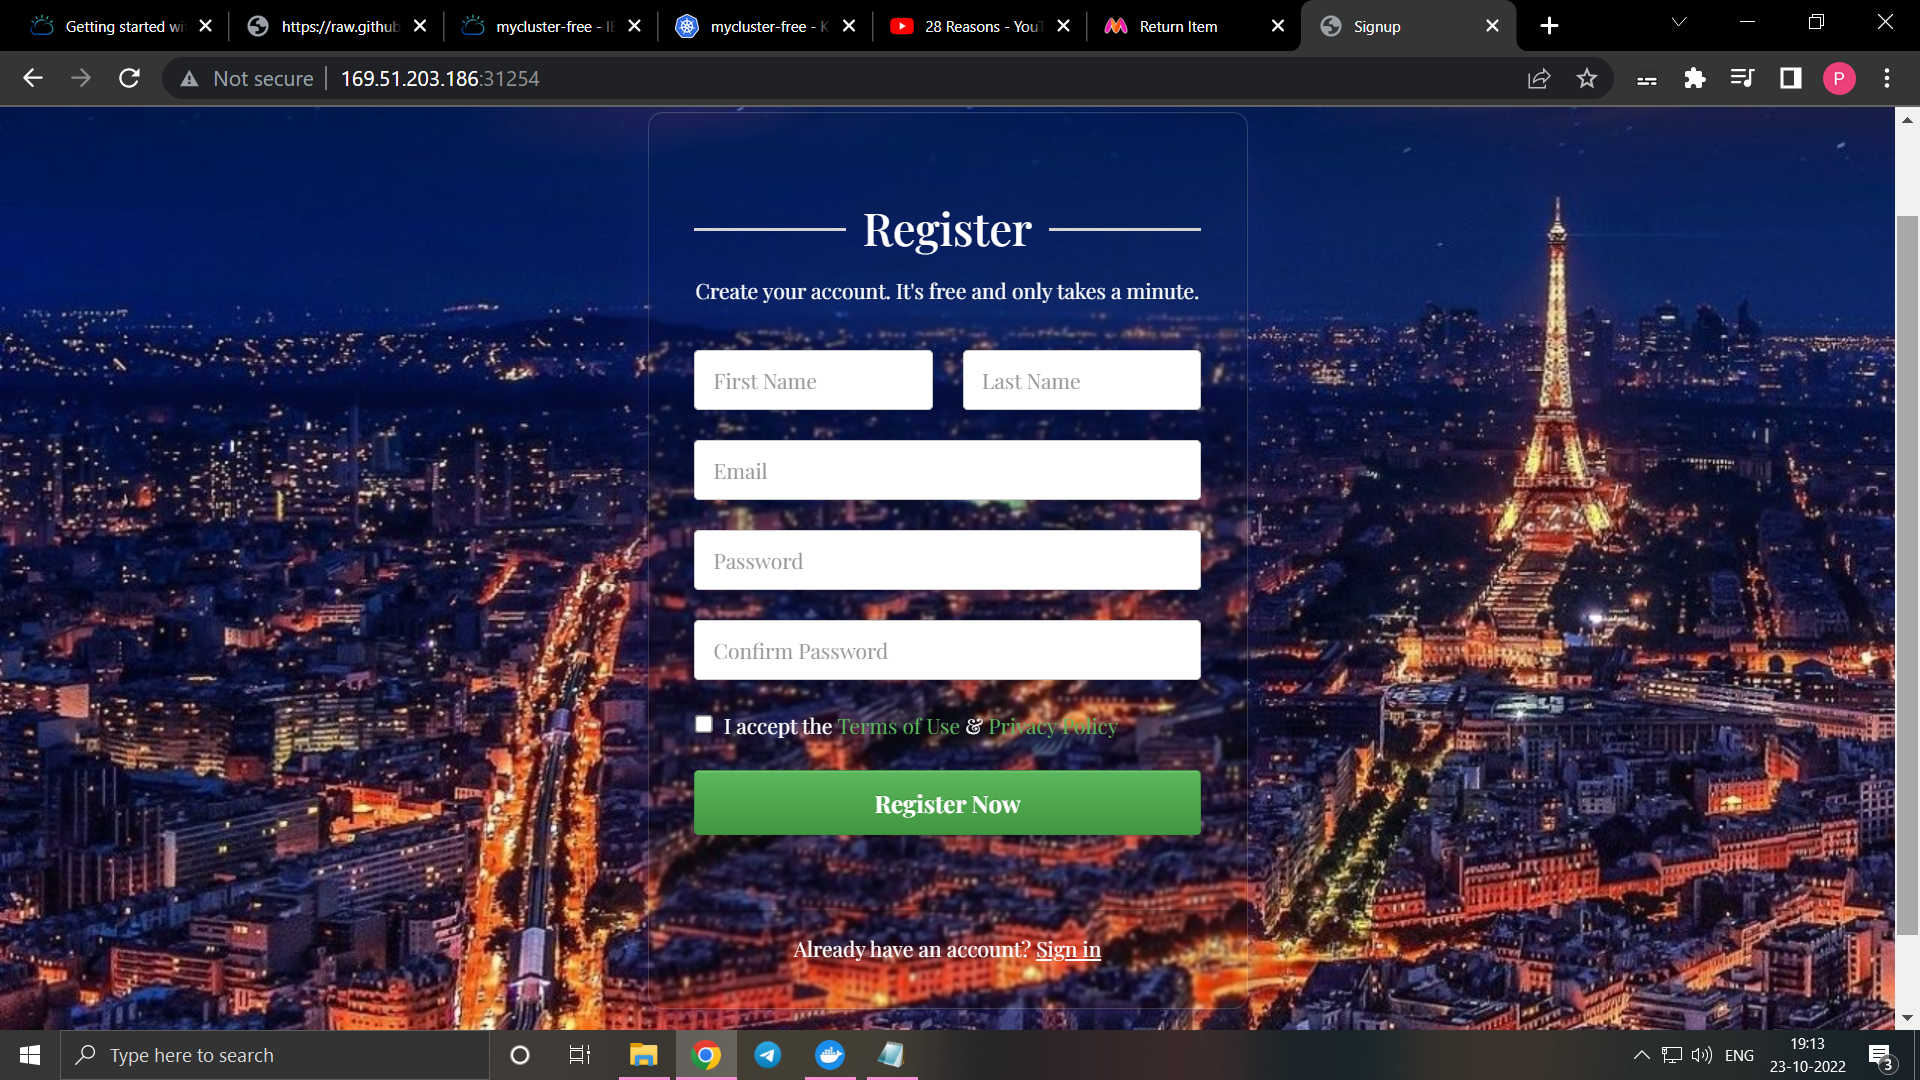 Getting started wi
https://raw.github
mycluster-free - IE
mycluster-free - K
28 Reasons - YouT
Return Item
Signup
Not secure
169.51.203.186:31254
P
Register
Create your account. It's free and only takes a minute.
First Name
Last Name
Email
Password
Confirm Password
I accept the Terms of Use & Privacy Policy
Register Now
Already have an account? Sign in
Type here to search
ENG
19:13
23-10-2022
3